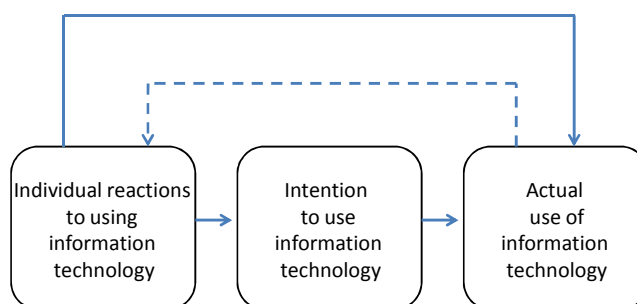 Individual reactions
to using
information
technology
Intention
to use
information
technology
Actual
use of
information
technology